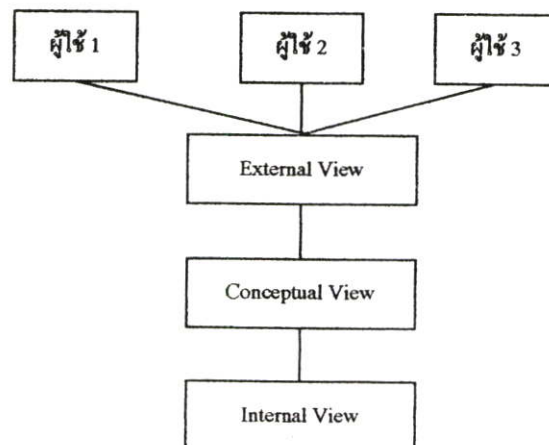 ผู้ใช้ 1
ผู้ใช้ 2
ผู้ใช้ 3
External View
Conceptual View
Internal View